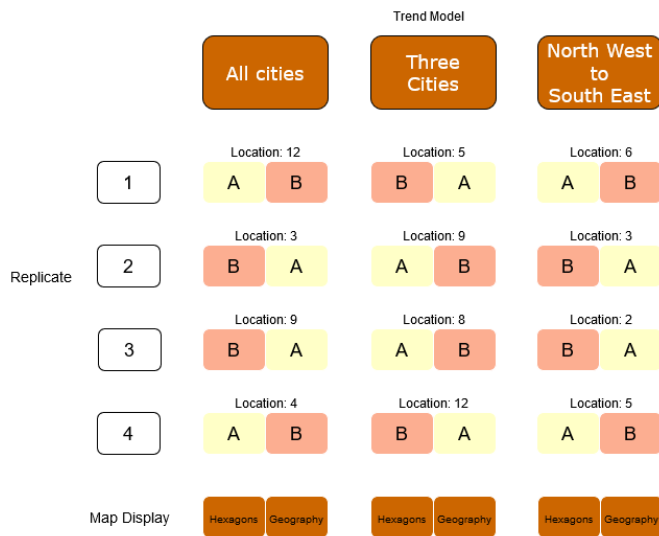 Trend Model
All cities
Three
Cities
North West
to
South East
Location: 12
Location: 5
Location: 6
1
A B
B A
A B
Location: 3
Location: 9
Location: 3
Replicate
2
B A
A B
B A
Location: 9
Location: 8
Location: 2
3
B A
A B
B A
Location: 4
Location: 12
Location: 5
4
A B
B A
A B
Map Display
Hexagons Geography
Hexagons Geography
Hexagons Geography